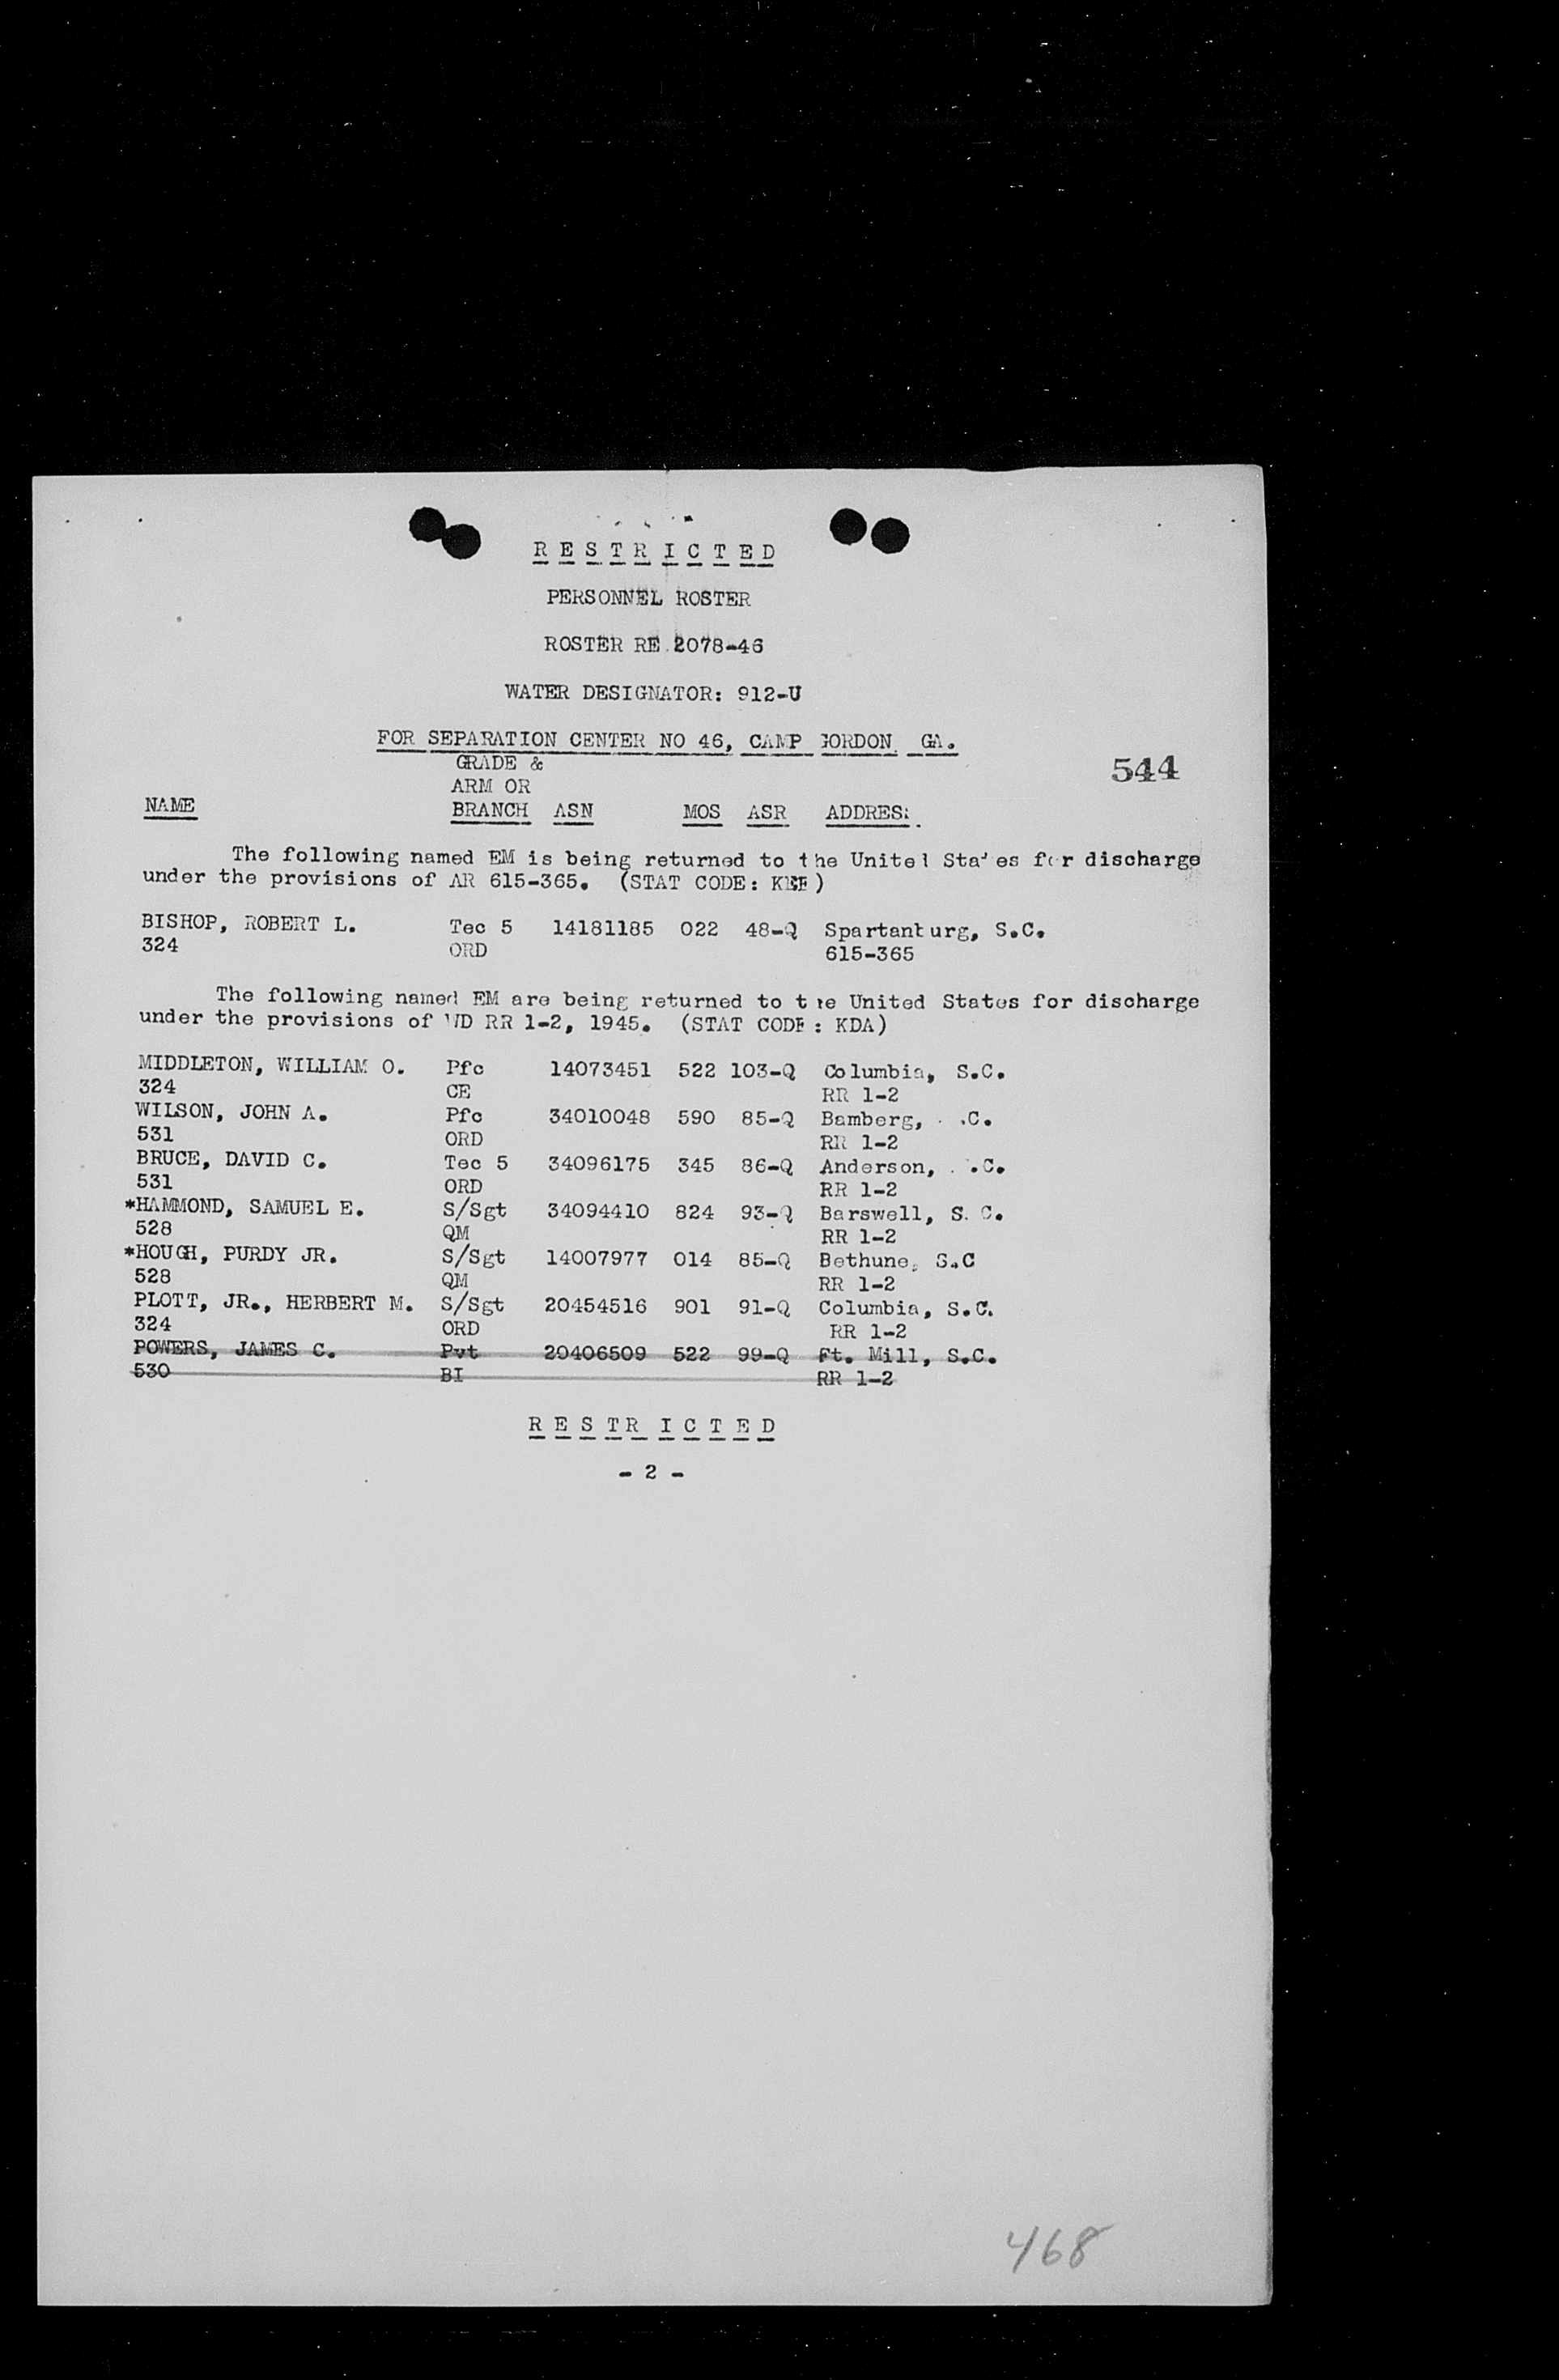 R E S T R I C T E D
PERSONNEL ROSTER
ROSTER RE 2078-46
WATER DESIGNATOR: 912-U
FOR SEPARATION CENTER NO 46, CAMP GORDON GA.
544
GRADE &
ARM OR
NAME BRANCH ASN MOS ASR ADDRESS
The following named EM is being returned to the United States for discharge
under the provisions of AR 615-365. (STAT CODE: KEE)
BISHOP, ROBERT L. Tec 5 14181185 022 48-Q Spartanburg, S.C.
324 ORD 615-365
The following named EM are being returned to the United States for discharge
under the provisions of WD RR 1-2, 1945. (STAT CODE: KDA)
MIDDLETON, WILLIAM O. Pfc 14073451 522 103-Q Columbia, S.C.
324 CE RR 1-2
WILSON, JOHN A. Pfc 34010048 590 85-Q Bamberg, .C.
531 ORD RR 1-2
BRUCE, DAVID C. Tec 5 34096175 345 86-Q Anderson, .C.
531 ORD RR 1-2
*HAMMOND, SAMUEL E. S/Sgt 34094410 824 93-Q Barswell, S. C.
528 QM RR 1-2
*HOUGH, PURDY JR. S/Sgt 14007977 014 85-Q Bethune, S.C
528 QM RR 1-2
PLOTT, JR., HERBERT M. S/Sgt 20454516 901 91-Q Columbia, S.C.
324 ORD RR 1-2
POWERS, JAMES C. Pvt 20406509 522 99-Q Ft. Mill, S.C.
530 BI RR 1-2
R E S T R I C T E D
- 2 -
468